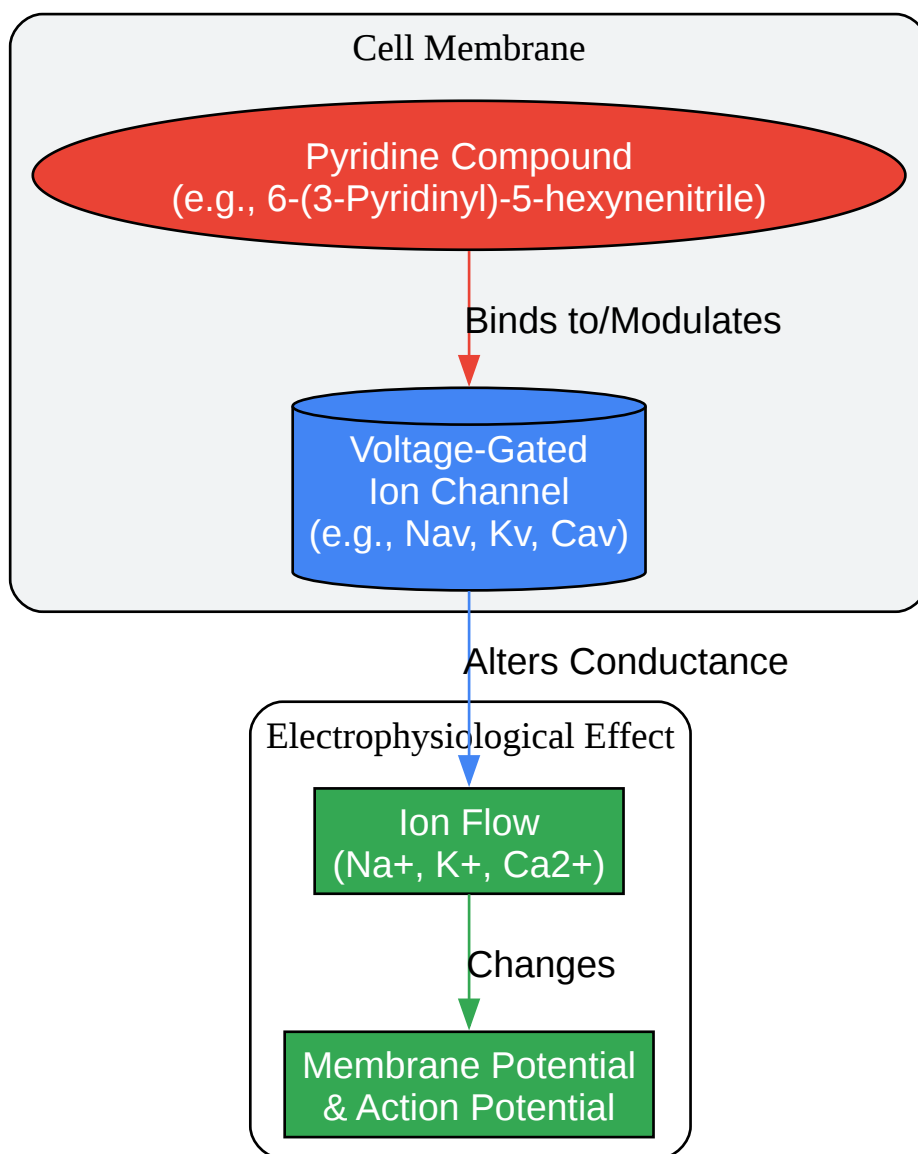 Cell Membrane
Pyridine Compound
(e.g., 6-(3-Pyridinyl)-5-hexynenitrile)
Binds to/Modulates
Voltage-Gated
Ion Channel
(e.g., Nav, Kv, Cav)
Alters Conductance
Electrophysiological Effect
Ion Flow
(Na+, K+, Ca2+)
Changes
Membrane Potential
& Action Potential